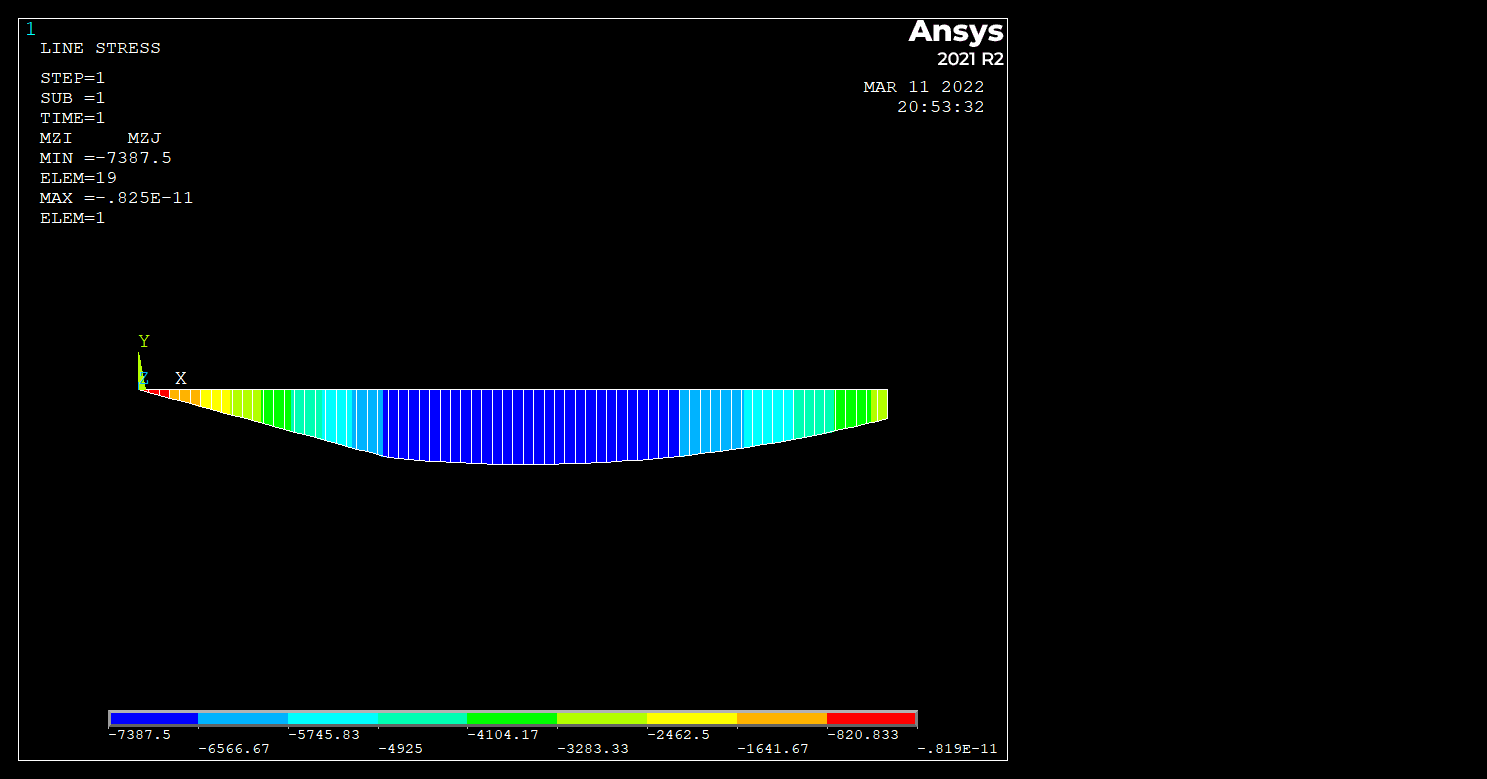 1
Ansys
2021 R2
LINE STRESS
STEP=1
SUB =1
TIME=1
MZI MZJ
MIN =-7387.5
ELEM=19
MAX =-.825E-11
ELEM=1
MAR 11 2022
20:53:32
Y
Z X
-7387.5 -5745.83 -4104.17 -2462.5 -820.833
-6566.67 -4925 -3283.33 -1641.67 -.819E-11